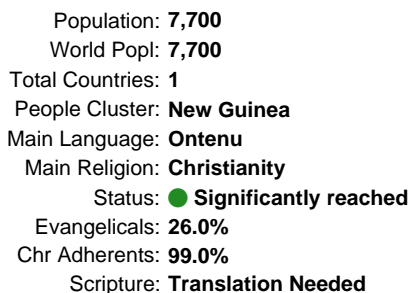 Population: 7,700
World Popl: 7,700
Total Countries: 1
People Cluster: New Guinea
Main Language: Ontenu
Main Religion: Christianity
Status: Significantly reached
Evangelicals: 26.0%
Chr Adherents: 99.0%
Scripture: Translation Needed